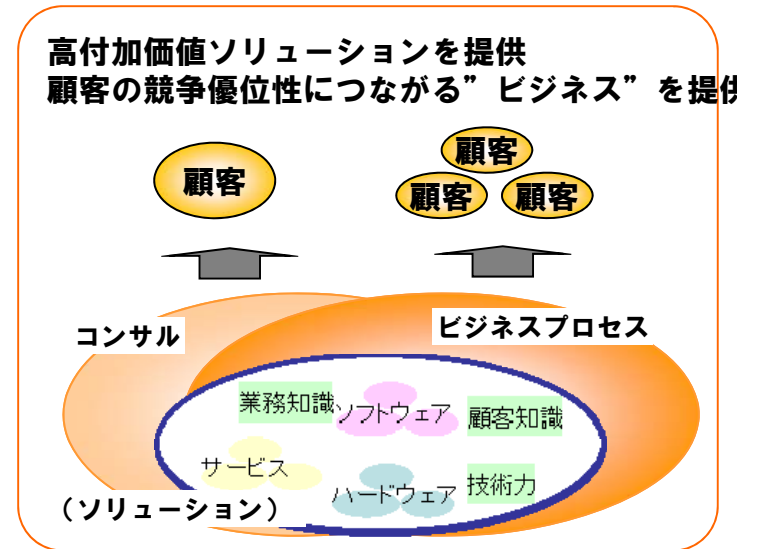 高付加価値ソリューションを提供
顧客の競争優位性につながる”ビジネス”を提供
顧客
顧客
顧客
顧客
コンサル
ビジネスプロセス
業務知識
ソフトウェア
顧客知識
サービス
ハードウェア
技術力
（ソリューション）